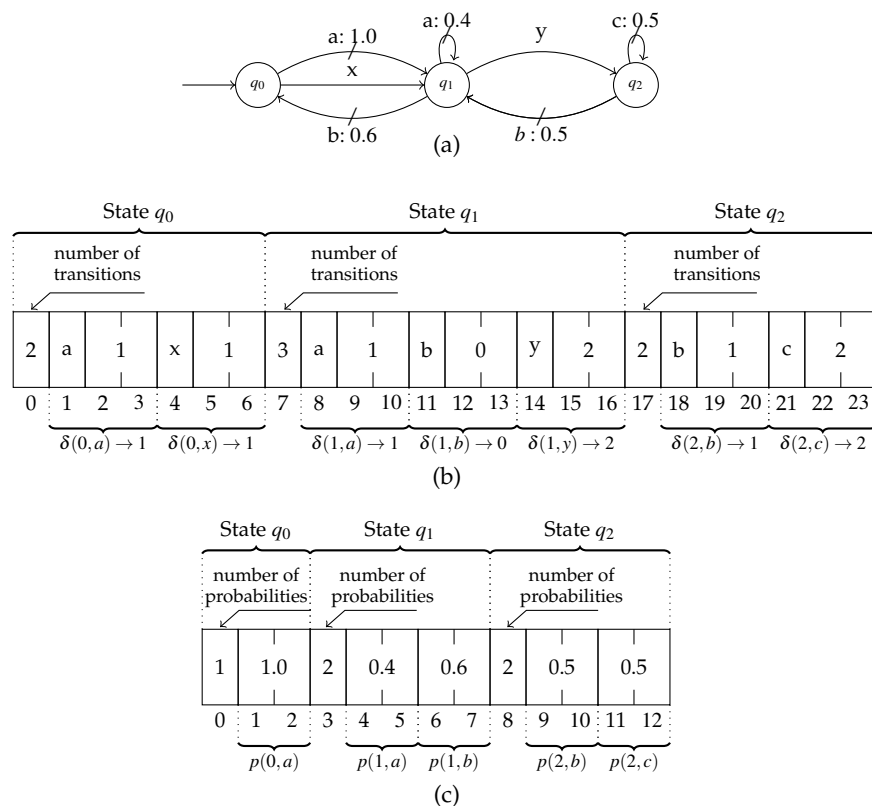 a: 1.0
a: 0.4
y
c: 0.5
x
q0
q1
q2
b: 0.6
b : 0.5
(a)
State q0
State q1
State q2
number of
transitions
number of
transitions
number of
transitions
2 a 1 x 1 3 a 1 b 0 y 2 2 b 1 c 2
0 1 2 3 4 5 6 7 8 9 10 11 12 13 14 15 16 17 18 19 20 21 22 23
δ(0,a)→1 δ(0,x)→1 δ(1,a)→1 δ(1,b)→0 δ(1,y)→2 δ(2,b)→1 δ(2,c)→2
(b)
State q0
State q1
State q2
number of
probabilities
number of
probabilities
number of
probabilities
1 1.0 2 0.4 0.6 2 0.5 0.5
0 1 2 3 4 5 6 7 8 9 10 11 12
p(0,a) p(1,a) p(1,b) p(2,b) p(2,c)
(c)